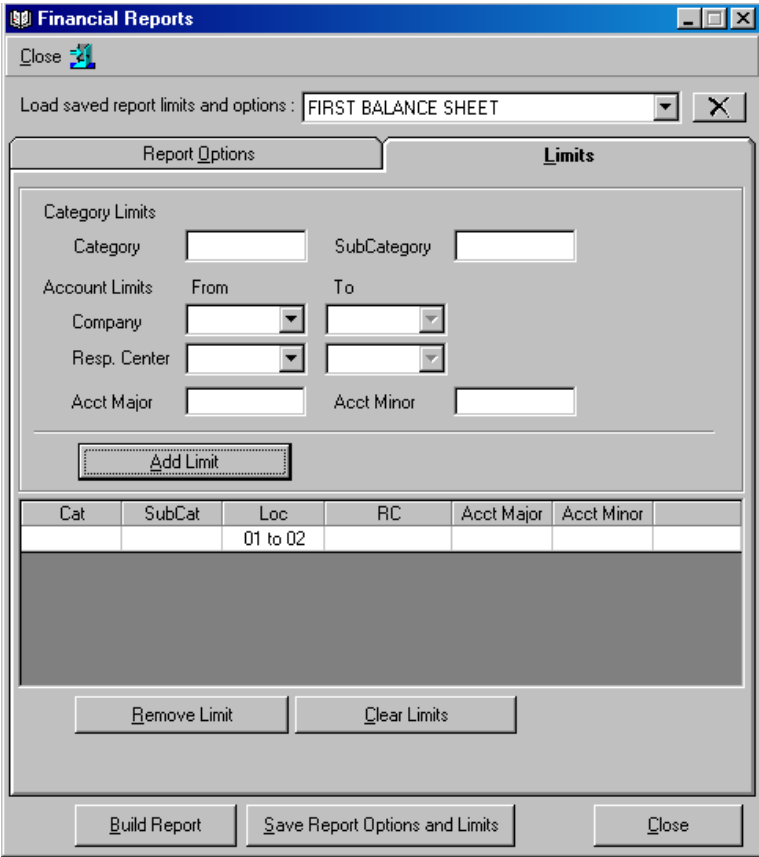 Financial Reports
Close
Load saved report limits and options : FIRST BALANCE SHEET
Report Options Limits
Category Limits
Category SubCategory
Account Limits From To
Company
Resp. Center
Acct Major Acct Minor
Add Limit
Cat SubCat Loc RC Acct Major Acct Minor
01 to 02
Remove Limit Clear Limits
Build Report Save Report Options and Limits Close